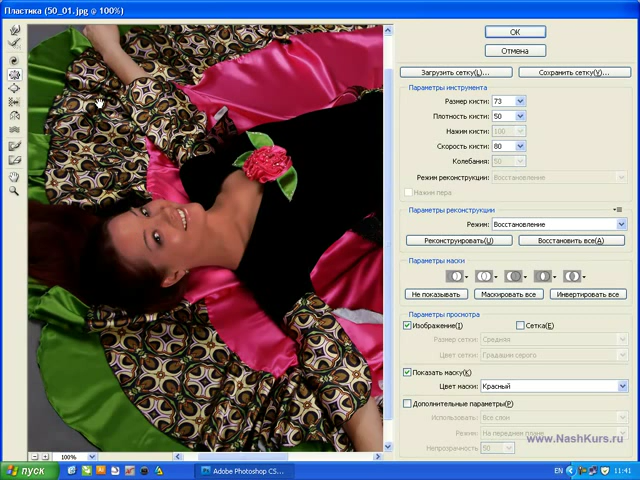 Пластика (50_01.jpg @ 100%)
ОК
Отмена
Загрузить сетку(L)...
Сохранить сетку(V)...
Параметры инструмента
Размер кисти: 73
Плотность кисти: 50
Нажим кисти: 100
Скорость кисти: 80
Колебания: 50
Режим реконструкции: Восстановление
Нажим пера
Параметры реконструкции
Режим: Восстановление
Реконструировать(U)
Восстановить все(A)
Параметры маски
Не показывать
Маскировать все
Инвертировать все
Параметры просмотра
Изображение(I)
Сетка(E)
Размер сетки: Средняя
Цвет сетки: Градации серого
Показать маску(K)
Цвет маски: Красный
Дополнительные параметры(P)
Использовать: Все слои
Режим: На переднем плане
Непрозрачность: 50
www.NashKurs.ru
100%
пуск
Adobe Photoshop CS...
EN
11:41